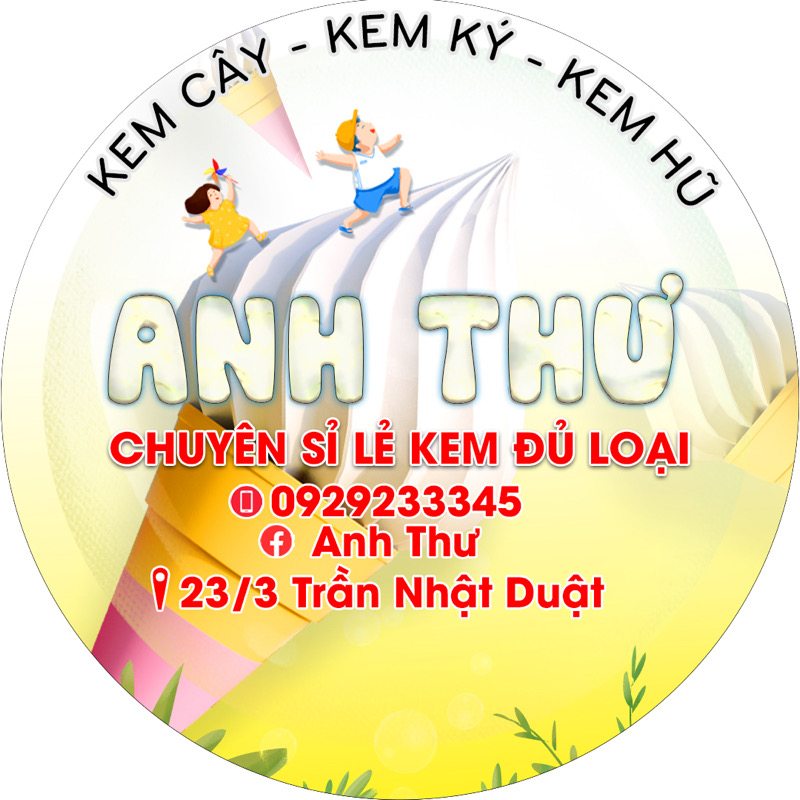 KEM CÂY - KEM KÝ - KEM HŨ
ANH THƯ
CHUYÊN SỈ LẺ KEM ĐỦ LOẠI
0929233345
Anh Thư
23/3 Trần Nhật Duật